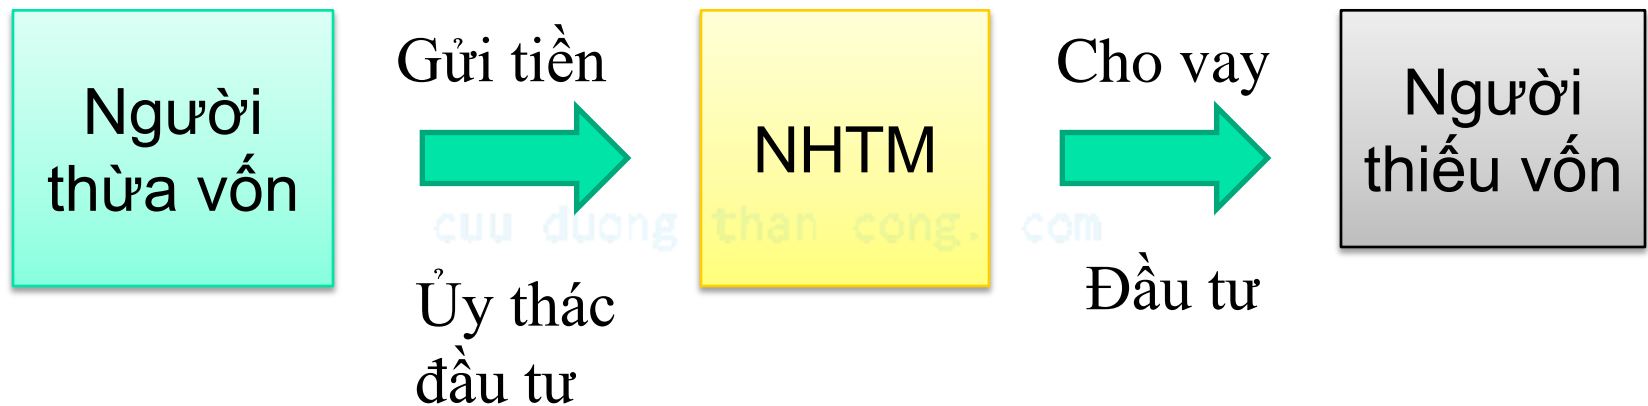 Người
thừa vốn
Gửi tiền
Ủy thác
đầu tư
NHTM
Cho vay
Đầu tư
Người
thiếu vốn
cuu duong than cong. com